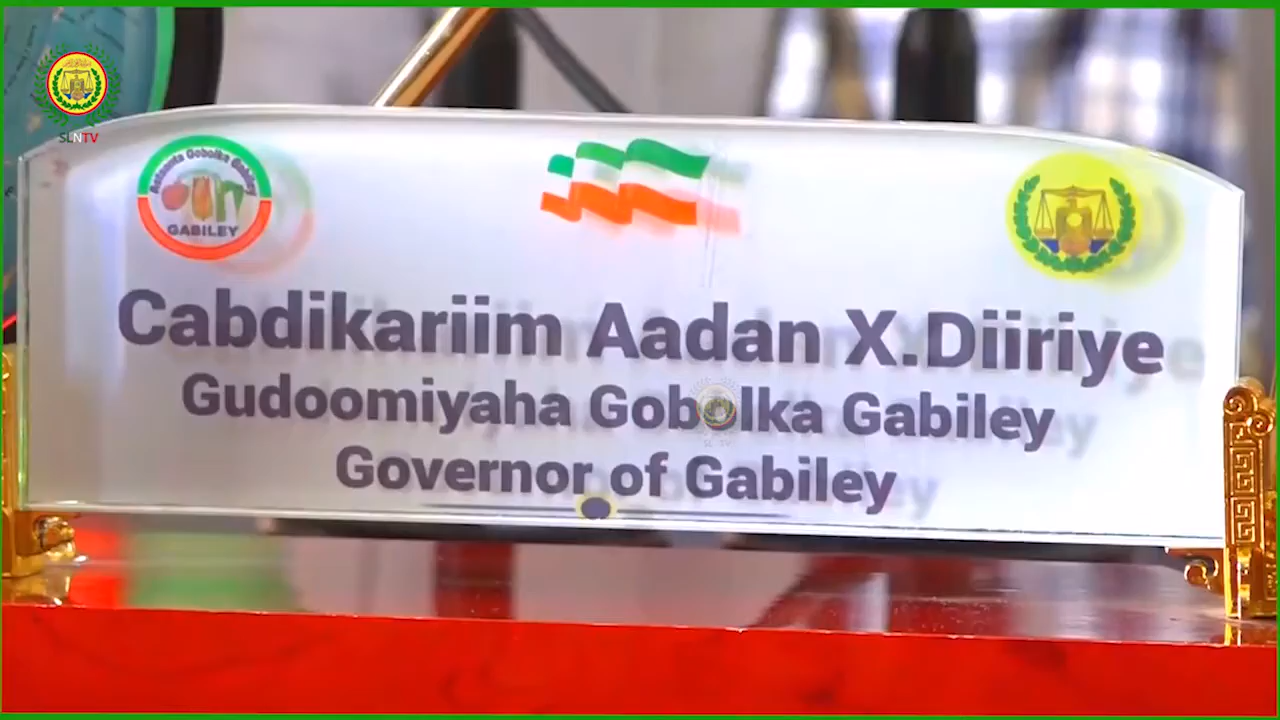 SLNTV
GABILEY
Cabdikariim Aadan X.Diiriye
Gudoomiyaha Gobolka Gabiley
Governor of Gabiley